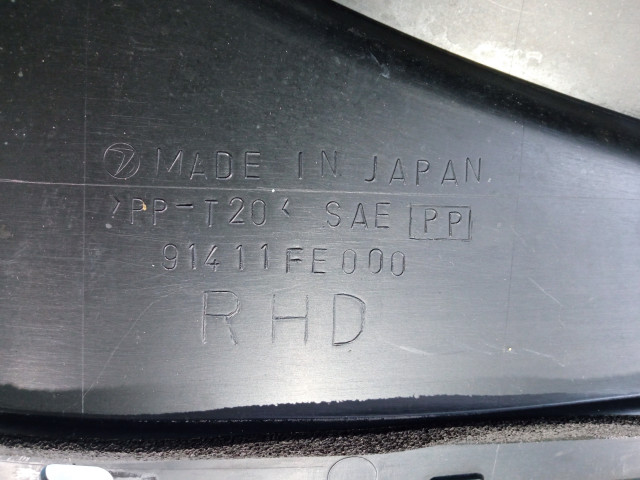 MADE IN JAPAN
>PP-T20< SAE PP
91411FE000
RHD